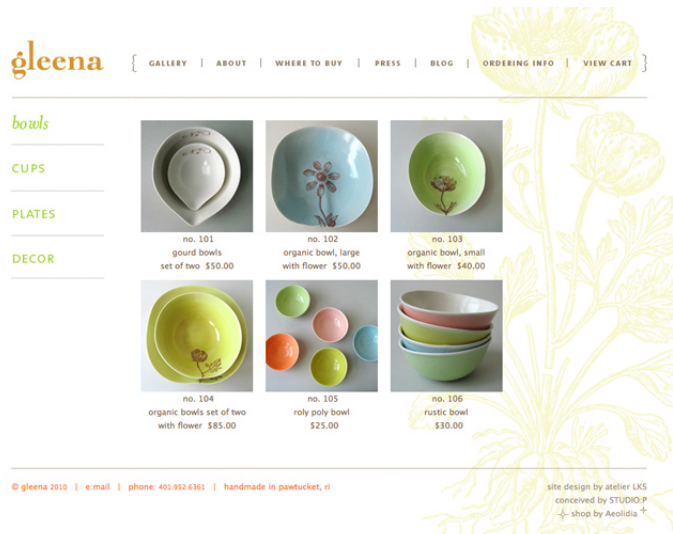 gleena
{ GALLERY | ABOUT | WHERE TO BUY | PRESS | BLOG | ORDERING INFO | VIEW CART }
bowls
CUPS
PLATES
DECOR
no. 101
gourd bowls
set of two $50.00
no. 102
organic bowl, large
with flower $50.00
no. 103
organic bowl, small
with flower $40.00
no. 104
organic bowls set of two
with flower $85.00
no. 105
roly poly bowl
$25.00
no. 106
rustic bowl
$30.00
© gleena 2010 | e:mail | phone: 401.952.6361 | handmade in pawtucket, ri
site design by atelier LKS
conceived by STUDIO:P
shop by Aeolidia